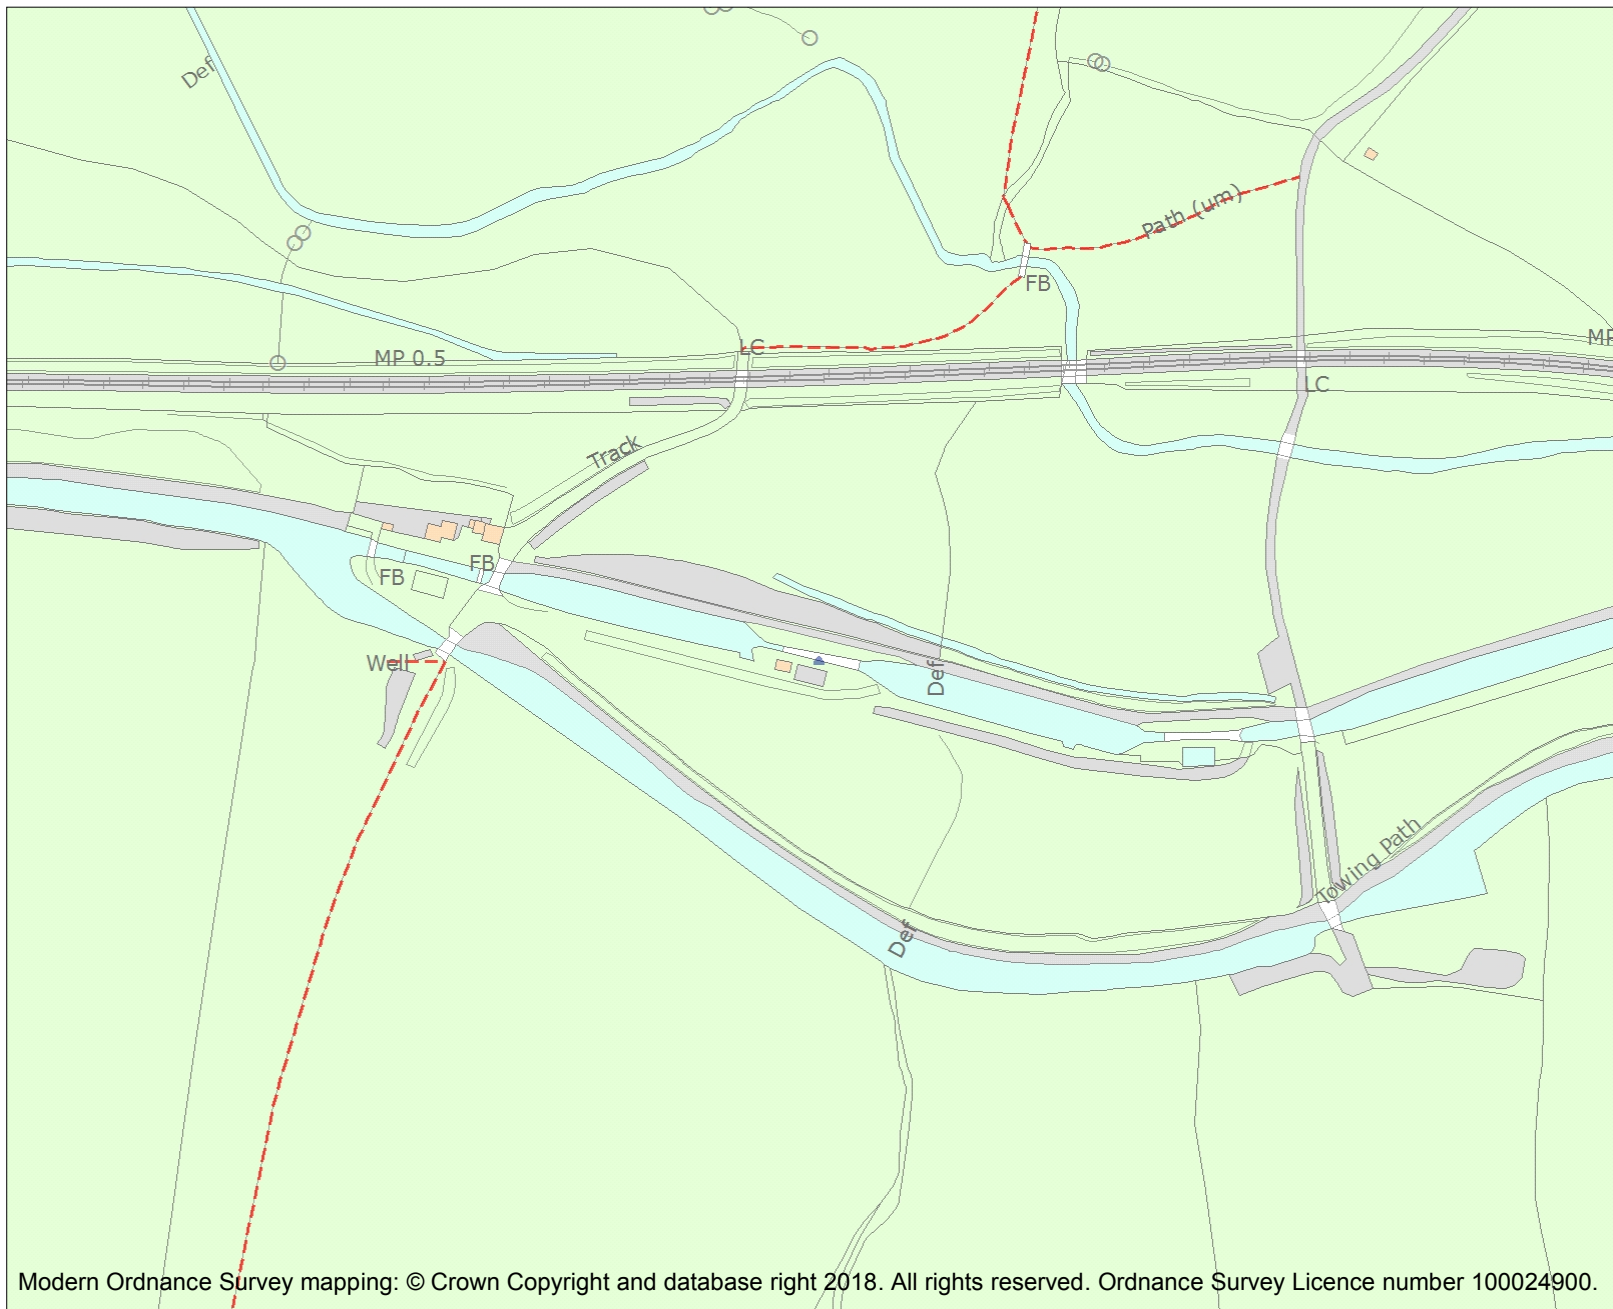 Def
Path (um)
FB
LC
MP 0.5
MP
LC
Track
FB
FB
Well
Def
Towing Path
Def
Modern Ordnance Survey mapping: © Crown Copyright and database right 2018. All rights reserved. Ordnance Survey Licence number 100024900.